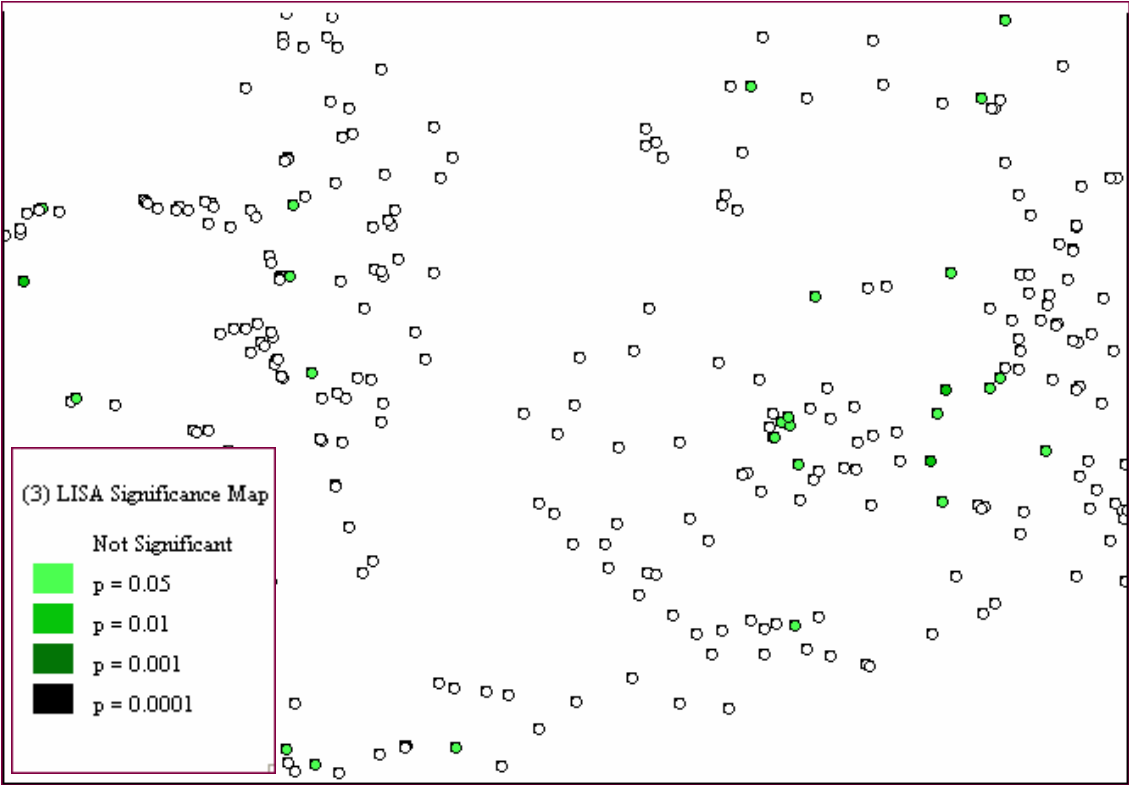 (3) LISA Significance Map
Not Significant
p = 0.05
p = 0.01
p = 0.001
p = 0.0001